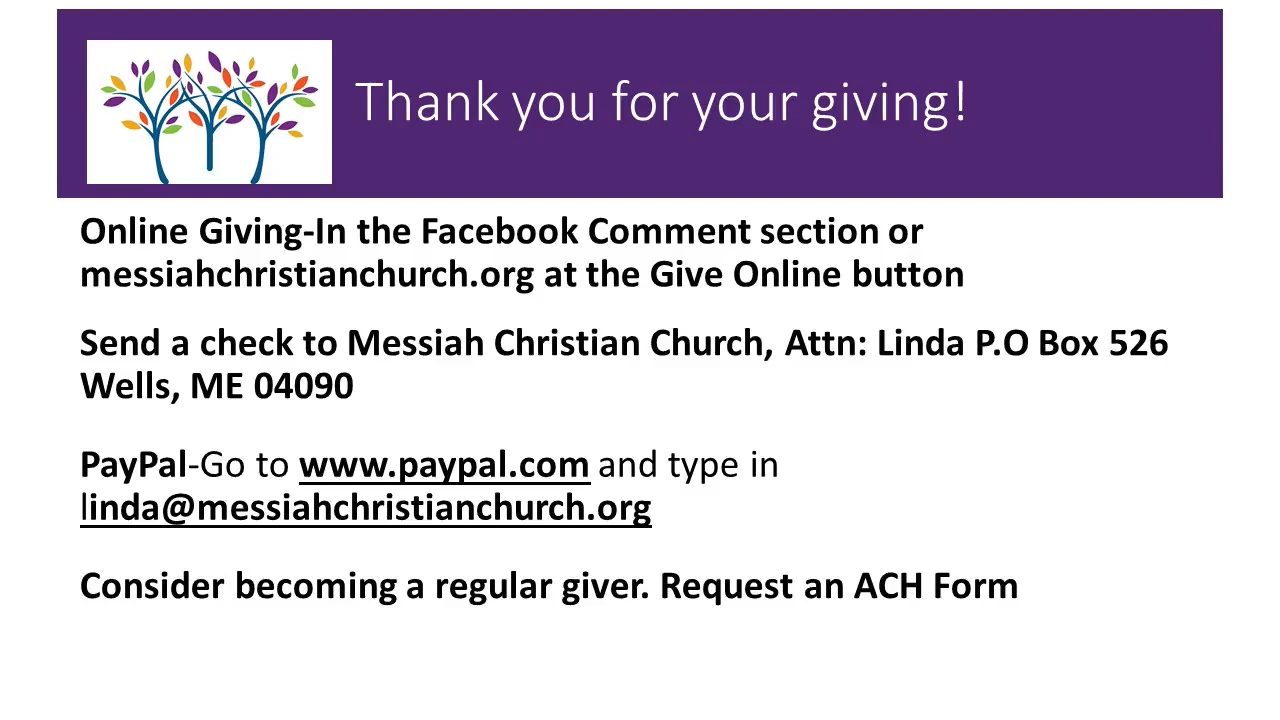 Thank you for your giving!
Online Giving-In the Facebook Comment section or
messiahchristianchurch.org at the Give Online button
Send a check to Messiah Christian Church, Attn: Linda P.O Box 526
Wells, ME 04090
PayPal-Go to www.paypal.com and type in
linda@messiahchristianchurch.org
Consider becoming a regular giver. Request an ACH Form